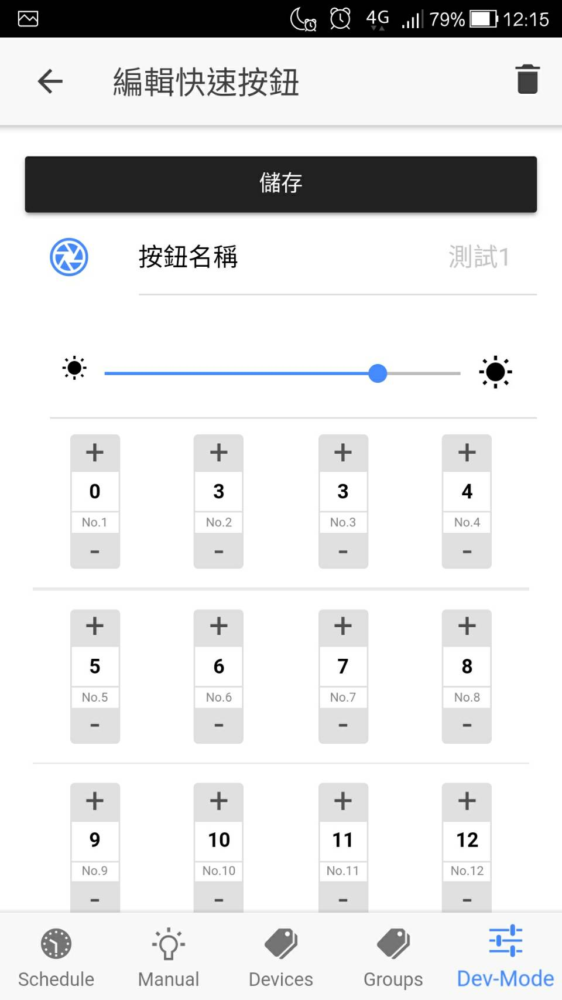 4G 79% 12:15
編輯快速按鈕
儲存
按鈕名稱 測試1
+ + + +
0 3 3 4
No.1 No.2 No.3 No.4
- - - -
+ + + +
5 6 7 8
No.5 No.6 No.7 No.8
- - - -
+ + + +
9 10 11 12
No.9 No.10 No.11 No.12
- - - -
Schedule Manual Devices Groups Dev-Mode